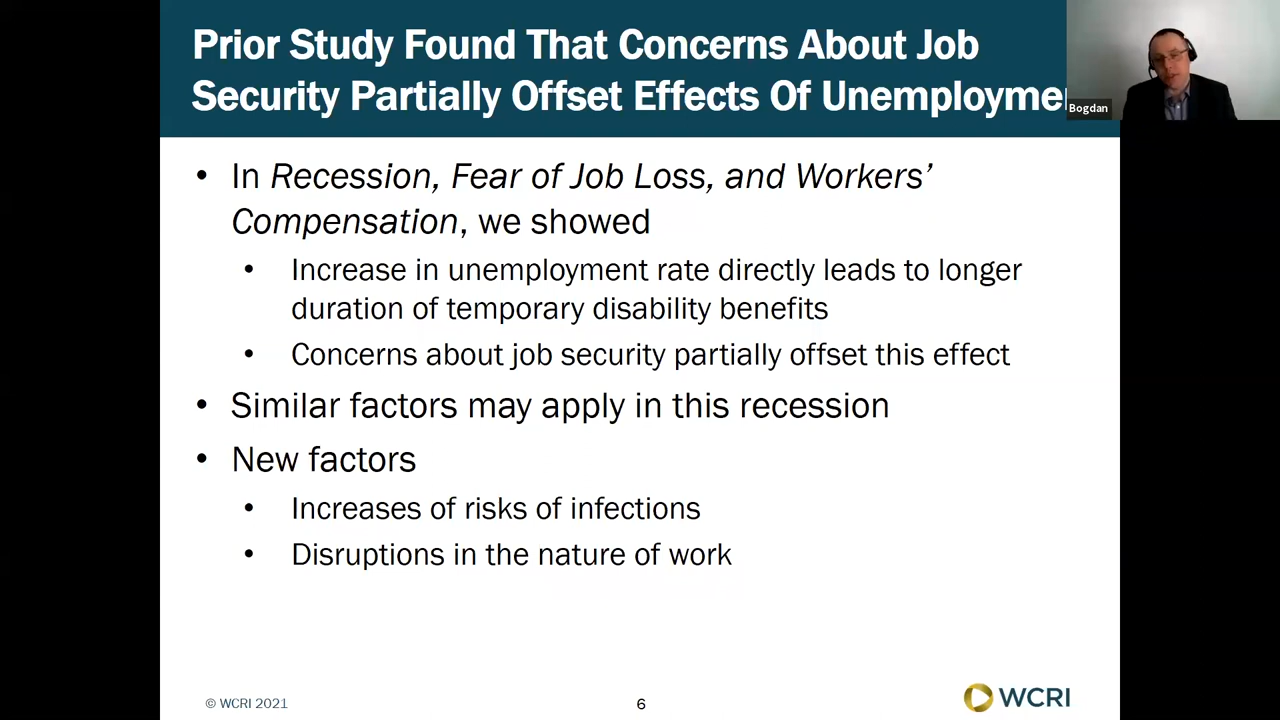 Prior Study Found That Concerns About Job
Security Partially Offset Effects Of Unemployme
Bogdan
• In Recession, Fear of Job Loss, and Workers’
Compensation, we showed
• Increase in unemployment rate directly leads to longer
duration of temporary disability benefits
• Concerns about job security partially offset this effect
• Similar factors may apply in this recession
• New factors
• Increases of risks of infections
• Disruptions in the nature of work
© WCRI 2021
6
WCRI